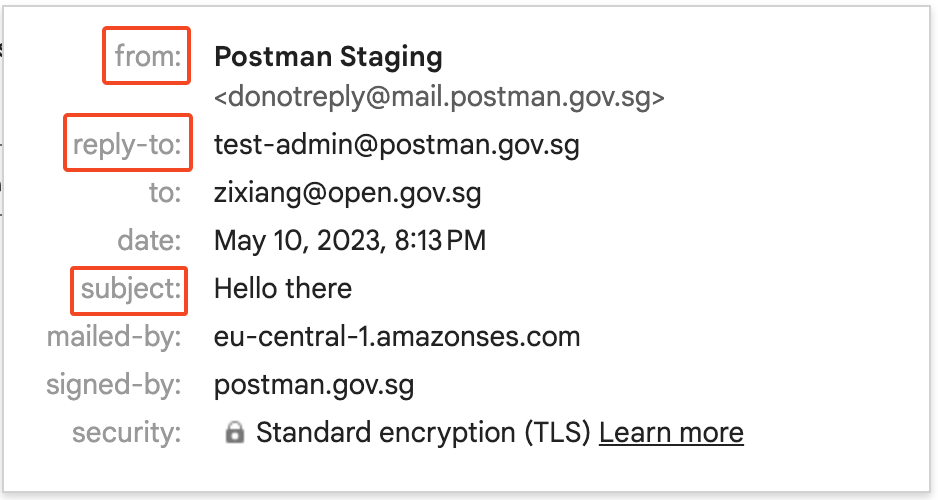 from: Postman Staging
<donotreply@mail.postman.gov.sg>
reply-to: test-admin@postman.gov.sg
to: zixiang@open.gov.sg
date: May 10, 2023, 8:13 PM
subject: Hello there
mailed-by: eu-central-1.amazonses.com
signed-by: postman.gov.sg
security: Standard encryption (TLS) Learn more